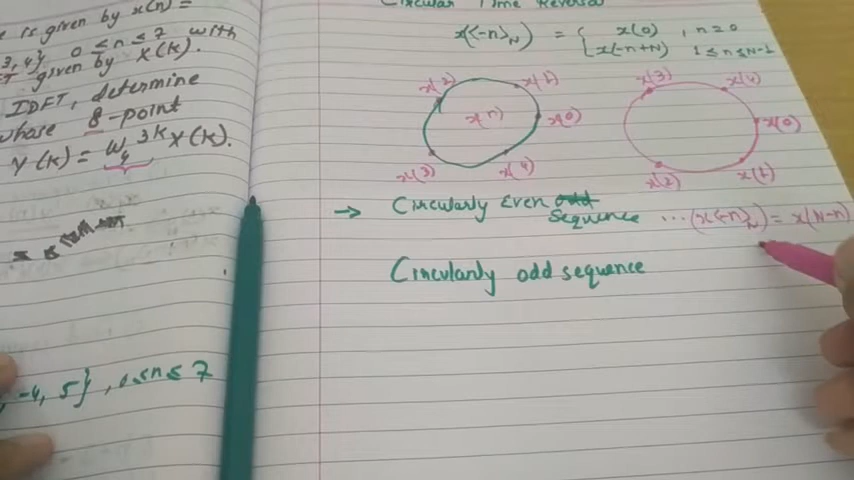 e is given by x(n) =
3, 4} 0 ≤ n ≤ 7 with
given by X(k).
IDFT, determine
whose 8-point
Y(k) = W₄^3k X(k).
-4, 5}, 0 ≤ n ≤ 7
Circular Time Reversal
x(<-n>_N) = { x(0) , n=0
x(-n+N) 1 ≤ n ≤ N-1
x(2) x(1)
x(n) x(0)
x(3) x(4)
x(3) x(4)
x(0)
x(2) x(1)
→ Circularly Even
Sequence ...(x<-n>_N) = x(N-n)
Circularly odd sequence